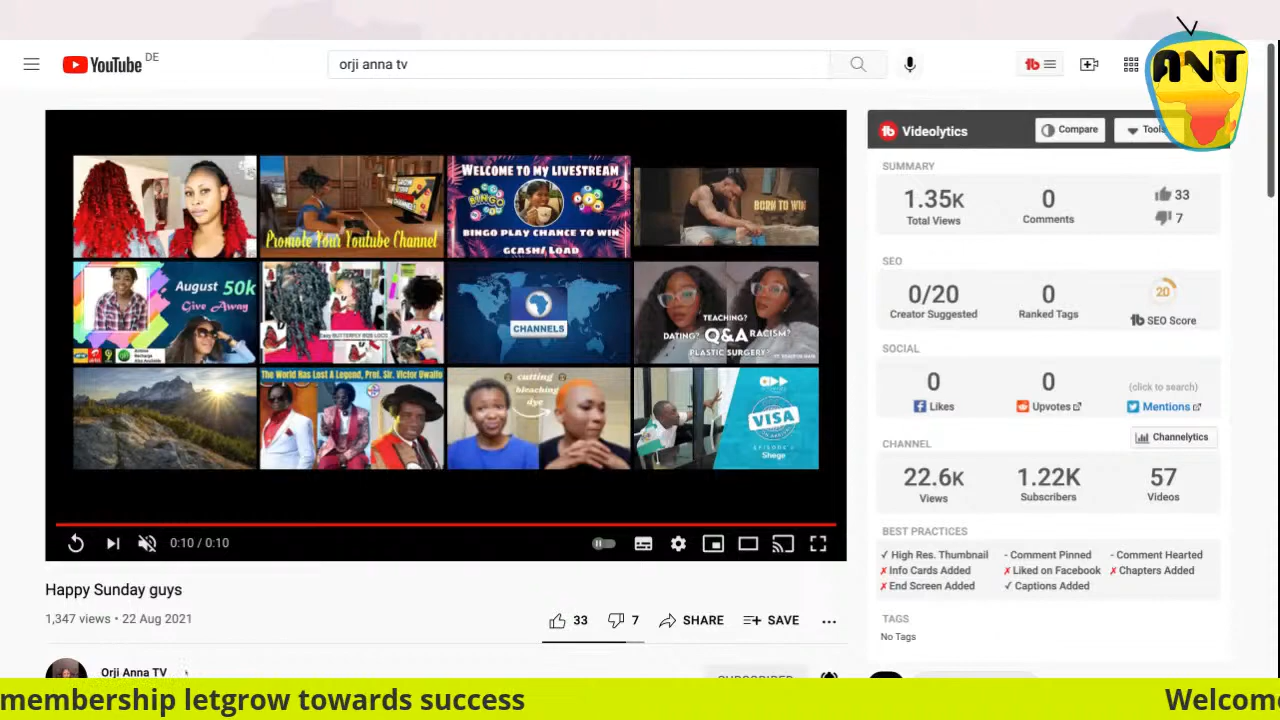 YouTube DE
orji anna tv
ANT
Videolytics
Compare
Tools
SUMMARY
1.35K
Total Views
0
Comments
33
7
SEO
0/20
Creator Suggested
0
Ranked Tags
20
SEO Score
SOCIAL
0
Likes
0
Upvotes
(click to search)
Mentions
CHANNEL
Channelytics
22.6K
Views
1.22K
Subscribers
57
Videos
BEST PRACTICES
✓ High Res. Thumbnail
- Comment Pinned
- Comment Hearted
✗ Info Cards Added
✗ Liked on Facebook
✗ Chapters Added
✗ End Screen Added
✓ Captions Added
TAGS
No Tags
Promote Your Youtube Channel
WELCOME TO MY LIVESTREAM
BINGO
BINGO PLAY CHANCE TO WIN
GCASH/LOAD
BORN TO WIN
August 50k
Give Away
CHANNELS
TEACHING?
DATING? Q&A RACISM?
PLASTIC SURGERY?
The World Has Lost A Legend, Prof. Sir. Victor Uwaifo
cutting
bleaching
dye
VISA
Shege
0:10 / 0:10
Happy Sunday guys
1,347 views • 22 Aug 2021
33
7
SHARE
SAVE
Orji Anna TV
SUBSCRIBED
membership letgrow towards success
Welcome